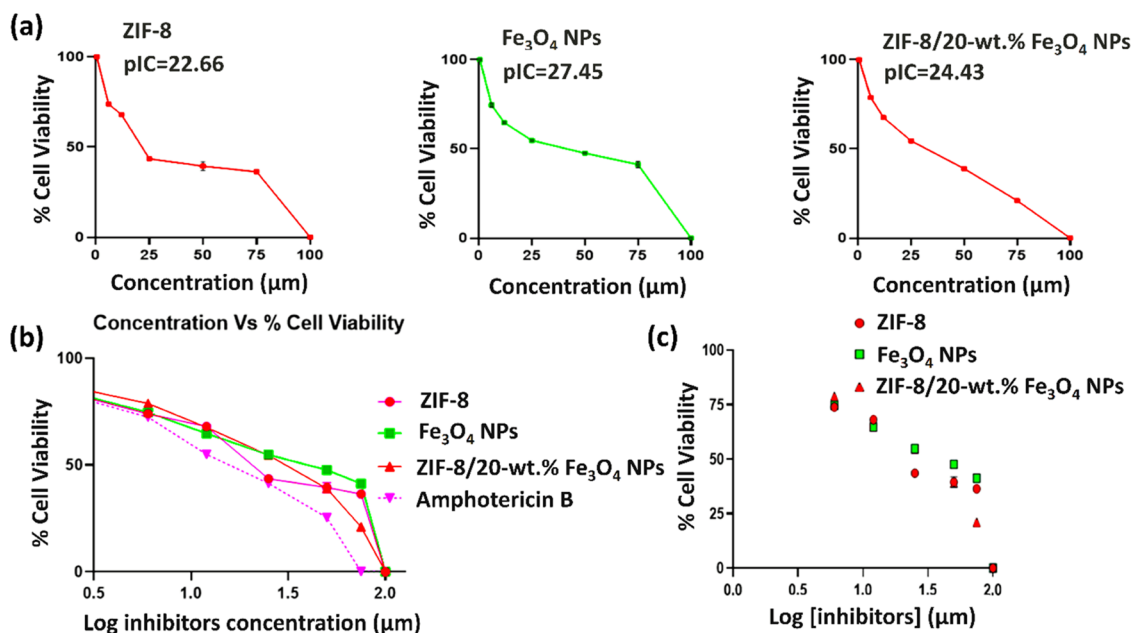 (a)
ZIF-8
pIC=22.66
100
50
0
% Cell Viability
0 25 50 75 100
Concentration (μm)
Fe₃O₄ NPs
pIC=27.45
100
50
0
% Cell Viability
0 25 50 75 100
Concentration (μm)
ZIF-8/20-wt.% Fe₃O₄ NPs
pIC=24.43
100
50
0
% Cell Viability
0 25 50 75 100
Concentration (μm)
(b)
Concentration Vs % Cell Viability
100
50
0
% Cell Viability
0.5 1.0 1.5 2.0
Log inhibitors concentration (μm)
ZIF-8
Fe₃O₄ NPs
ZIF-8/20-wt.% Fe₃O₄ NPs
Amphotericin B
(c)
ZIF-8
Fe₃O₄ NPs
ZIF-8/20-wt.% Fe₃O₄ NPs
100
75
50
25
0
% Cell Viability
0.0 0.5 1.0 1.5 2.0
Log [inhibitors] (μm)